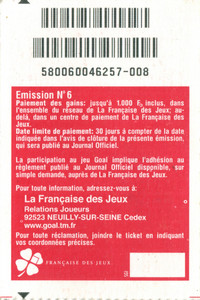 580060046257-008
Emission N°6
Paiement des gains: jusqu'à 1.000 E, inclus, dans
l'ensemble du réseau de La Française des Jeux; au-
delà, dans un centre de paiement de La Française des
Jeux.
Date limite de paiement: 30 jours à compter de la date
indiquée dans l'avis de clôture de la présente émission,
qui sera publié au Journal Officiel.
La participation au jeu Goal implique l'adhésion au
règlement publié au Journal Officiel, disponible, sur
simple demande, auprès de La Française des Jeux.
Pour toute information, adressez-vous à:
La Française des Jeux
Relations Joueurs
92523 NEUILLY-SUR-SEINE Cedex
www.goal.tm.fr
Pour toute réclamation, joindre le ticket en indiquant
vos coordonnées précises.
FRANÇAISE DES JEUX